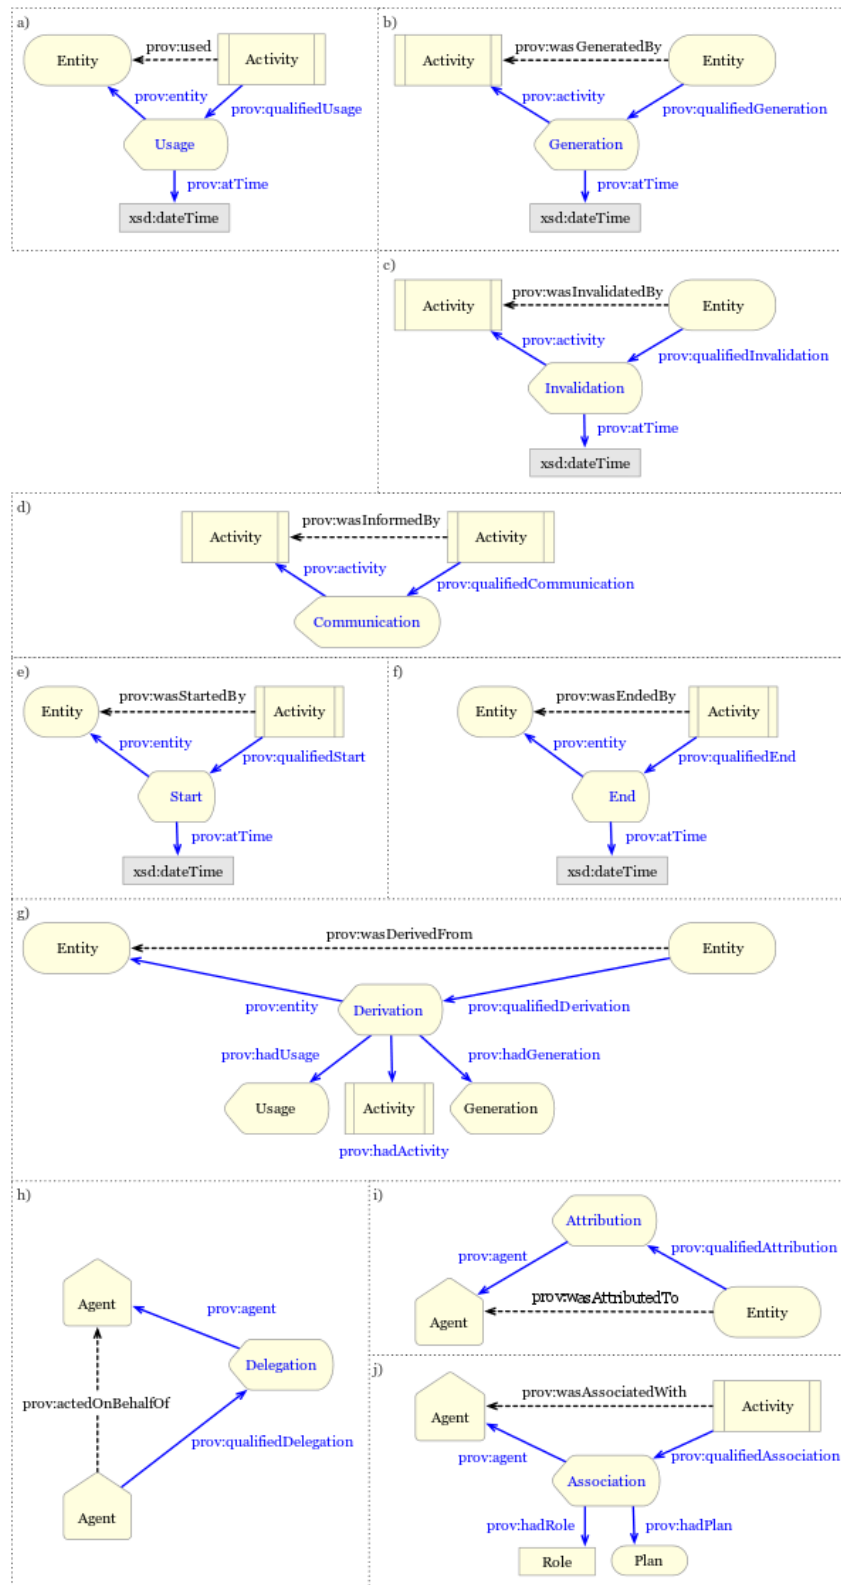 a)
prov:used
Entity
Activity
prov:entity
prov:qualifiedUsage
Usage
prov:atTime
xsd:dateTime
b)
prov:wasGeneratedBy
Activity
Entity
prov:activity
prov:qualifiedGeneration
Generation
prov:atTime
xsd:dateTime
c)
prov:wasInvalidatedBy
Activity
Entity
prov:activity
prov:qualifiedInvalidation
Invalidation
prov:atTime
xsd:dateTime
d)
prov:wasInformedBy
Activity
Activity
prov:activity
prov:qualifiedCommunication
Communication
e)
prov:wasStartedBy
Entity
Activity
prov:entity
prov:qualifiedStart
Start
prov:atTime
xsd:dateTime
f)
prov:wasEndedBy
Entity
Activity
prov:entity
prov:qualifiedEnd
End
prov:atTime
xsd:dateTime
g)
prov:wasDerivedFrom
Entity
Entity
prov:entity
prov:qualifiedDerivation
Derivation
prov:hadUsage
prov:hadGeneration
Usage
Activity
Generation
prov:hadActivity
h)
Agent
prov:agent
Delegation
prov:actedOnBehalfOf
prov:qualifiedDelegation
Agent
i)
Attribution
prov:agent
prov:qualifiedAttribution
prov:wasAttributedTo
Agent
Entity
j)
prov:wasAssociatedWith
Agent
Activity
prov:agent
prov:qualifiedAssociation
Association
prov:hadRole
prov:hadPlan
Role
Plan